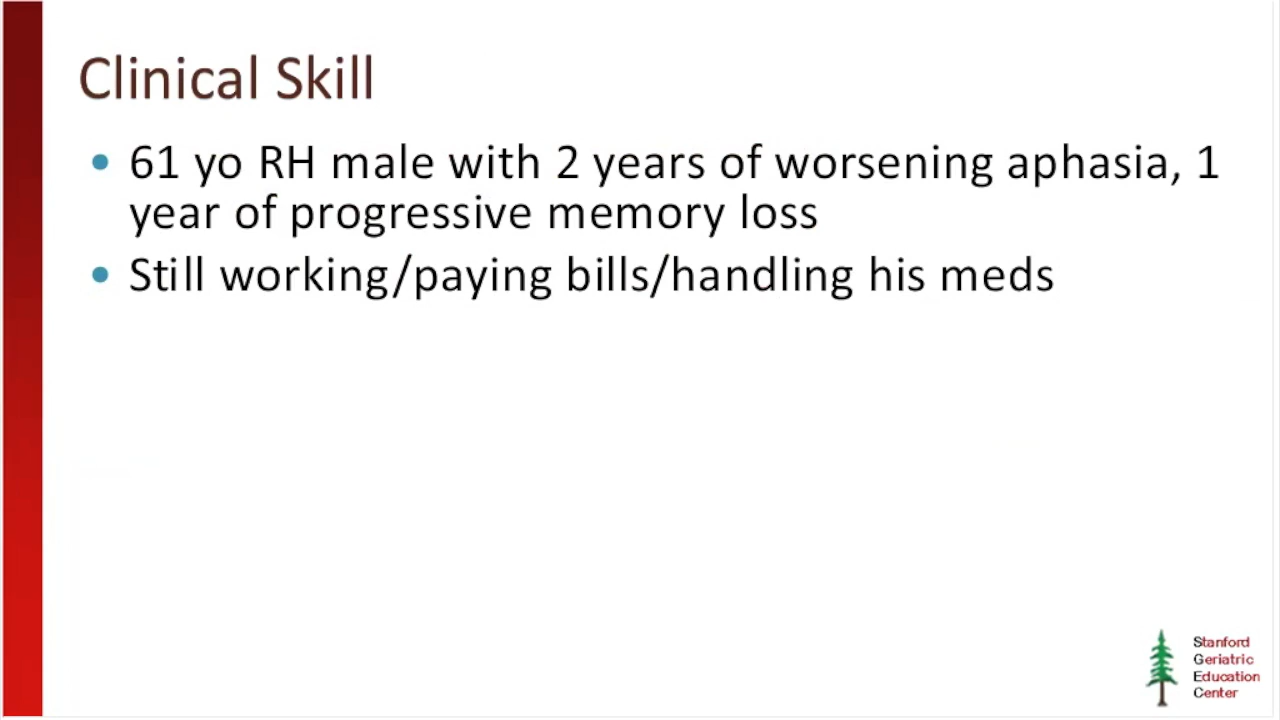 Clinical Skill
• 61 yo RH male with 2 years of worsening aphasia, 1
year of progressive memory loss
• Still working/paying bills/handling his meds
Stanford
Geriatric
Education
Center